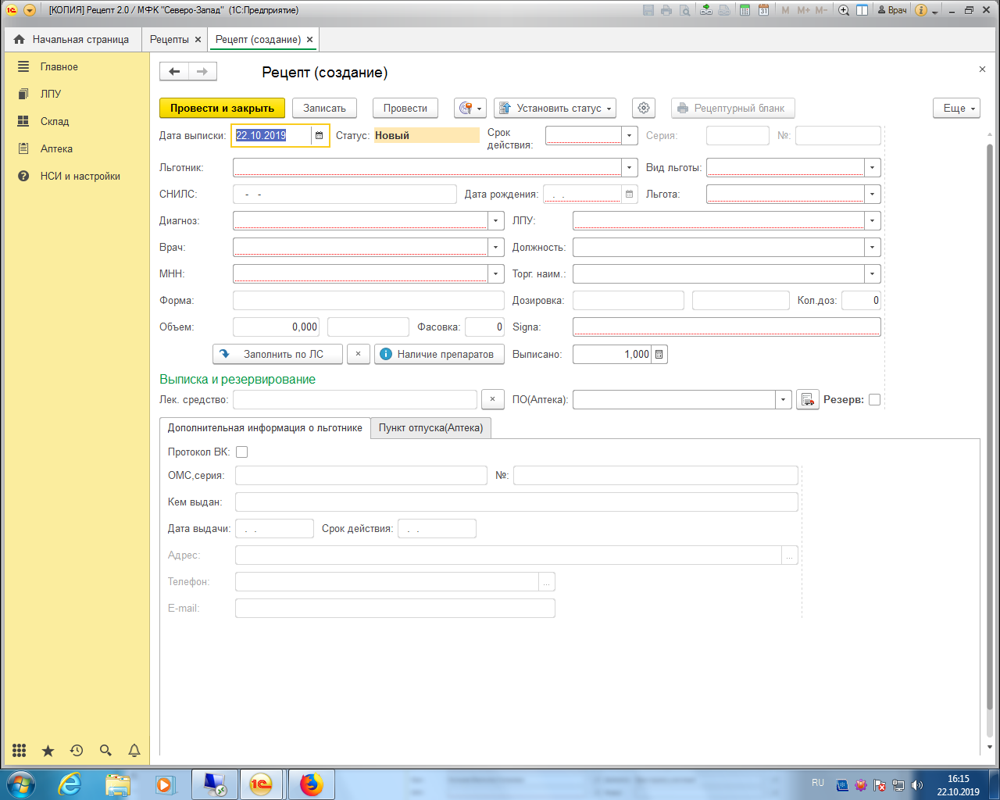 [КОПИЯ] Рецепт 2.0 / МФК "Северо-Запад" (1С:Предприятие) M M+ M- Врач
Начальная страница Рецепты Рецепт (создание)
Главное
ЛПУ
Склад
Аптека
НСИ и настройки
Рецепт (создание)
Провести и закрыть Записать Провести Установить статус Рецептурный бланк Еще
Дата выписки: 22.10.2019 Статус: Новый Срок действия: Серия: №:
Льготник: Вид льготы:
СНИЛС: - - Дата рождения: . . Льгота:
Диагноз: ЛПУ:
Врач: Должность:
МНН: Торг. наим.:
Форма: Дозировка: Кол.доз: 0
Объем: 0,000 Фасовка: 0 Signa:
Заполнить по ЛС × Наличие препаратов Выписано: 1,000
Выписка и резервирование
Лек. средство: × ПО(Аптека): Резерв:
Дополнительная информация о льготнике Пункт отпуска(Аптека)
Протокол ВК:
ОМС,серия: №:
Кем выдан:
Дата выдачи: . . Срок действия: . .
Адрес: ...
Телефон: ...
E-mail:
RU 16:15
22.10.2019